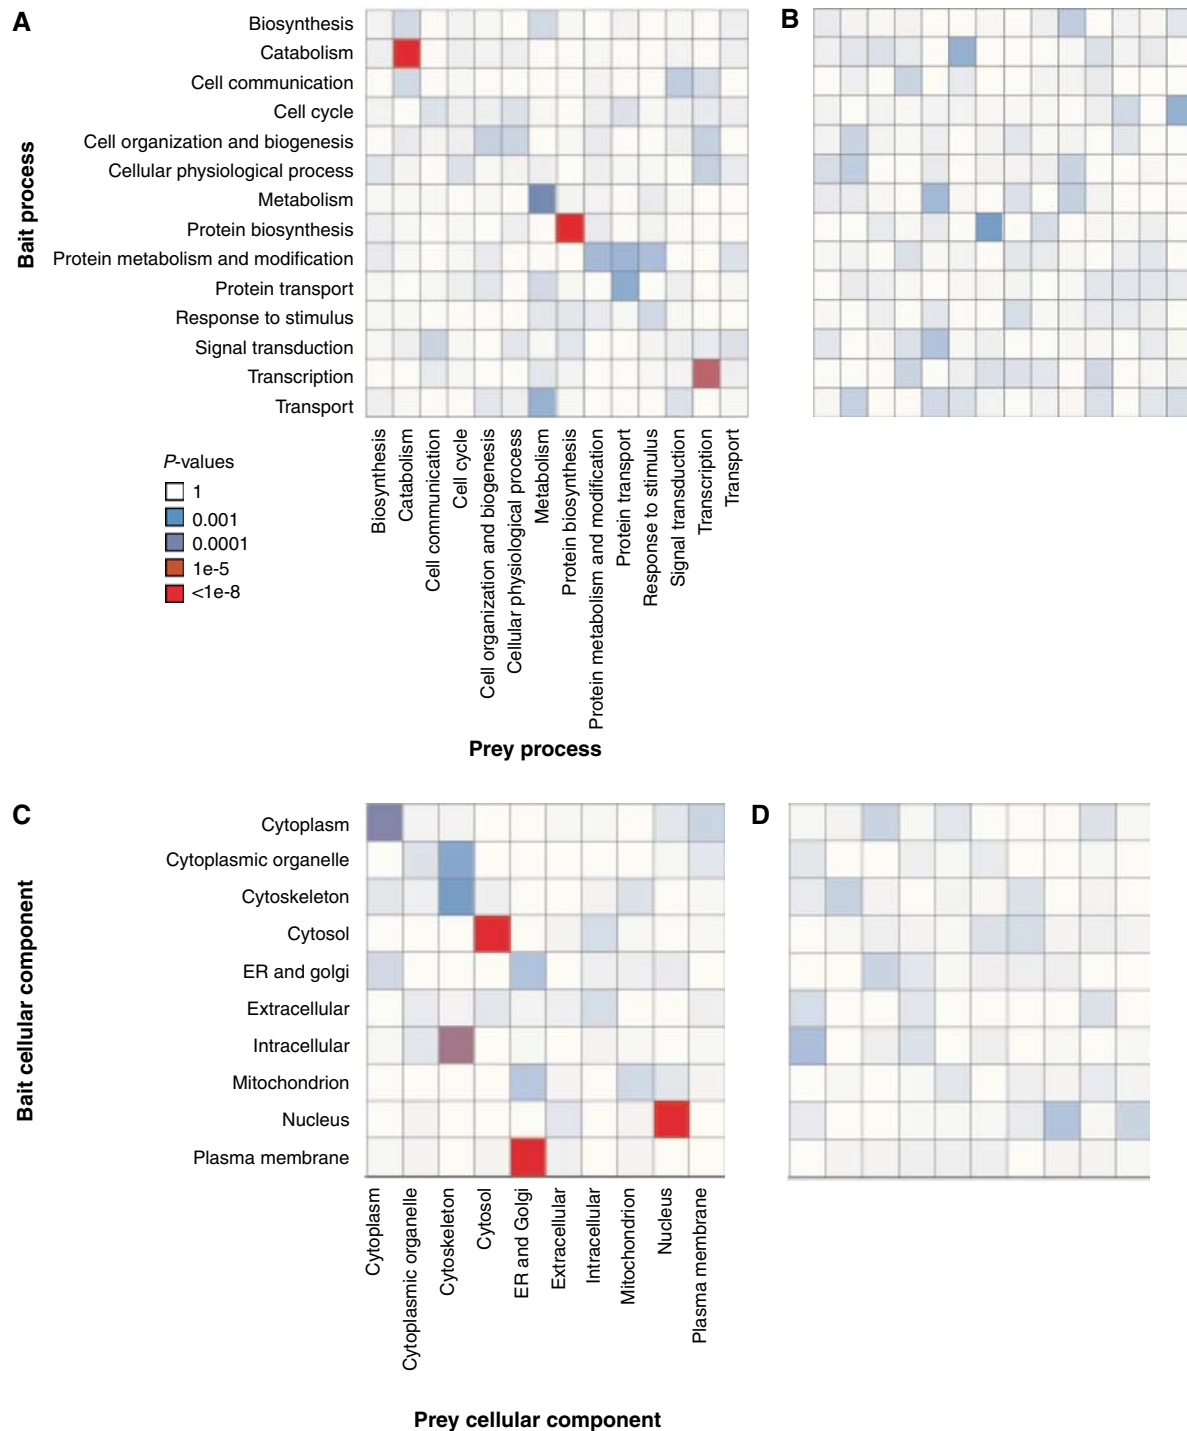 A
B
Bait process
Biosynthesis
Catabolism
Cell communication
Cell cycle
Cell organization and biogenesis
Cellular physiological process
Metabolism
Protein biosynthesis
Protein metabolism and modification
Protein transport
Response to stimulus
Signal transduction
Transcription
Transport
P-values
1
0.001
0.0001
1e-5
<1e-8
Biosynthesis
Catabolism
Cell communication
Cell cycle
Cell organization and biogenesis
Cellular physiological process
Metabolism
Protein biosynthesis
Protein metabolism and modification
Protein transport
Response to stimulus
Signal transduction
Transcription
Transport
Prey process
C
D
Bait cellular component
Cytoplasm
Cytoplasmic organelle
Cytoskeleton
Cytosol
ER and golgi
Extracellular
Intracellular
Mitochondrion
Nucleus
Plasma membrane
Cytoplasm
Cytoplasmic organelle
Cytoskeleton
Cytosol
ER and Golgi
Extracellular
Intracellular
Mitochondrion
Nucleus
Plasma membrane
Prey cellular component